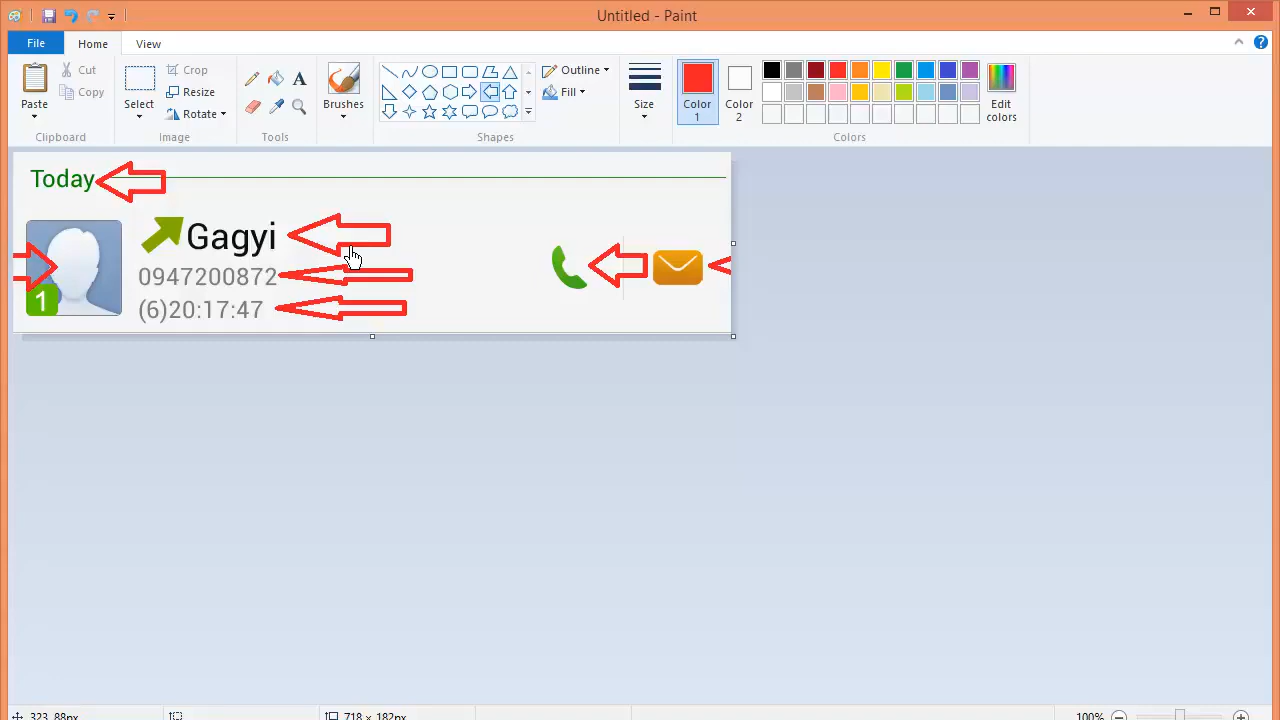 Untitled - Paint
File Home View
Paste
Cut
Copy
Clipboard
Select
Crop
Resize
Rotate
Image
A
Tools
Brushes
Outline
Fill
Shapes
Size
Color 1
Color 2
Edit colors
Colors
Today
Gagyi
0947200872
1
(6)20:17:47
323, 88px
718 × 182px
100%